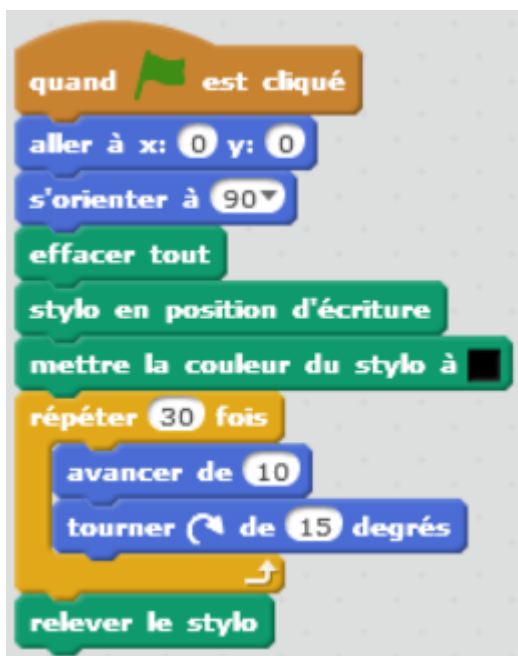 quand est cliqué
aller à x: 0 y: 0
s'orienter à 90
effacer tout
stylo en position d'écriture
mettre la couleur du stylo à
répéter 30 fois
avancer de 10
tourner de 15 degrés
relever le stylo